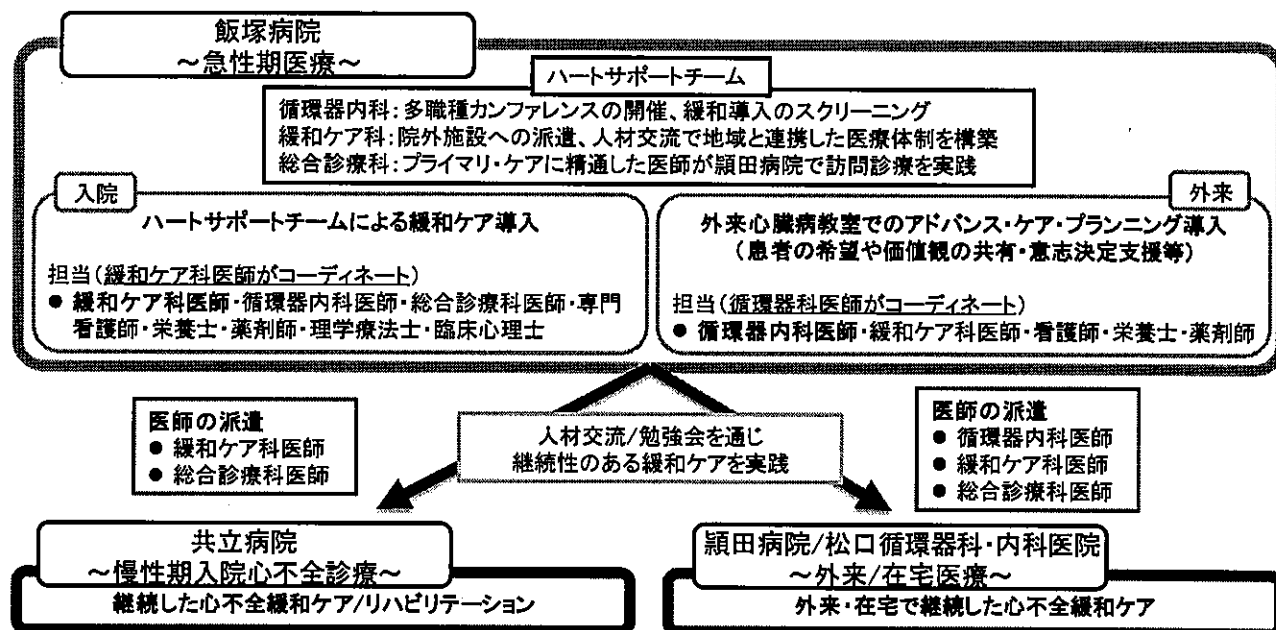 飯塚病院
～急性期医療～
ハートサポートチーム
循環器内科：多職種カンファレンスの開催、緩和導入のスクリーニング
緩和ケア科：院外施設への派遣、人材交流で地域と連携した医療体制を構築
総合診療科：プライマリ・ケアに精通した医師が頴田病院で訪問診療を実践
入院
ハートサポートチームによる緩和ケア導入
担当（緩和ケア科医師がコーディネート）
● 緩和ケア科医師・循環器内科医師・総合診療科医師・専門
看護師・栄養士・薬剤師・理学療法士・臨床心理士
外来
外来心臓病教室でのアドバンス・ケア・プランニング導入
（患者の希望や価値観の共有・意志決定支援等）
担当（循環器科医師がコーディネート）
● 循環器内科医師・緩和ケア科医師・看護師・栄養士・薬剤師
医師の派遣
● 緩和ケア科医師
● 総合診療科医師
人材交流/勉強会を通じ
継続性のある緩和ケアを実践
医師の派遣
● 循環器内科医師
● 緩和ケア科医師
● 総合診療科医師
共立病院
～慢性期入院心不全診療～
継続した心不全緩和ケア/リハビリテーション
頴田病院/松口循環器科・内科医院
～外来/在宅医療～
外来・在宅で継続した心不全緩和ケア